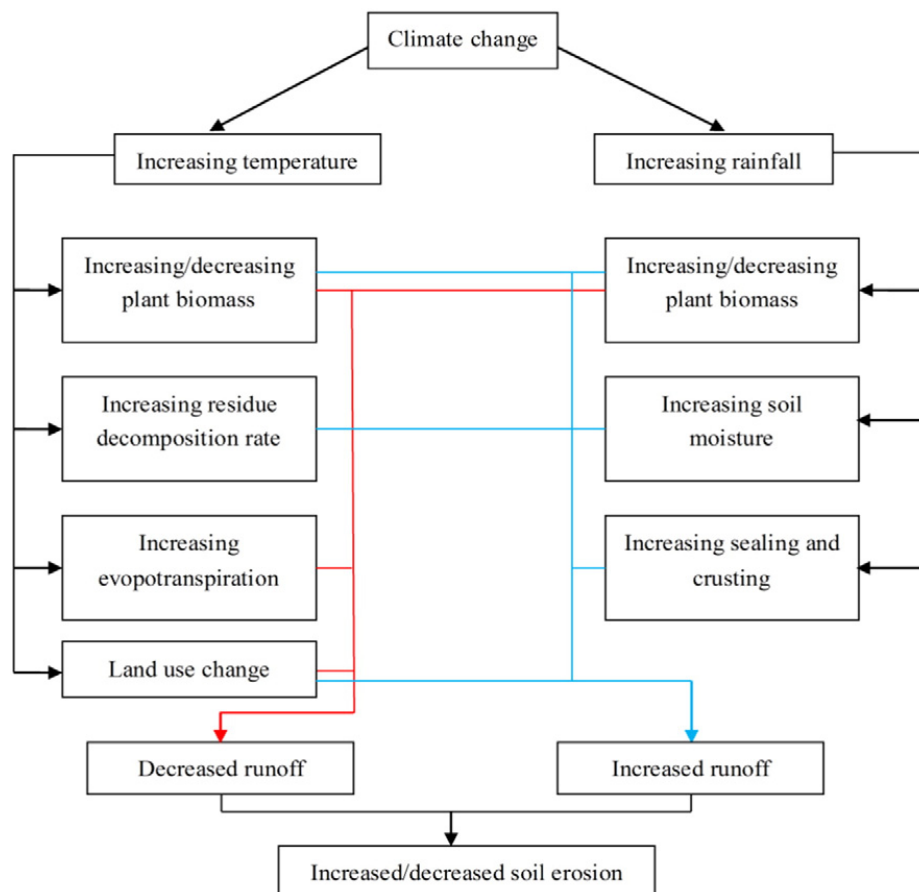 Climate change
Increasing temperature
Increasing rainfall
Increasing/decreasing
plant biomass
Increasing/decreasing
plant biomass
Increasing residue
decomposition rate
Increasing soil
moisture
Increasing
evopotranspiration
Increasing sealing and
crusting
Land use change
Decreased runoff
Increased runoff
Increased/decreased soil erosion